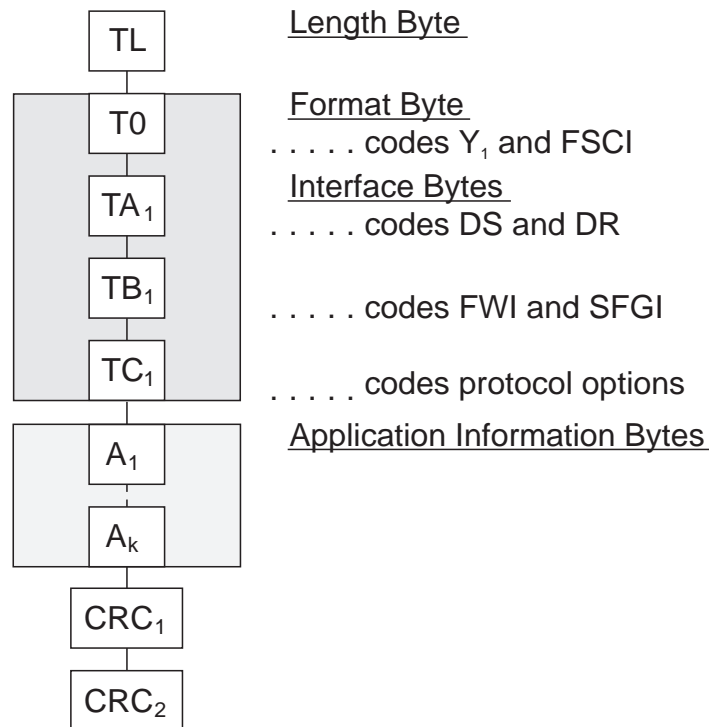 TL Length Byte
T0 Format Byte
. . . . . codes Y₁ and FSCI
Interface Bytes
TA₁ . . . . . codes DS and DR
TB₁ . . . . . codes FWI and SFGI
TC₁ . . . . . codes protocol options
Application Information Bytes
A₁
Aₖ
CRC₁
CRC₂